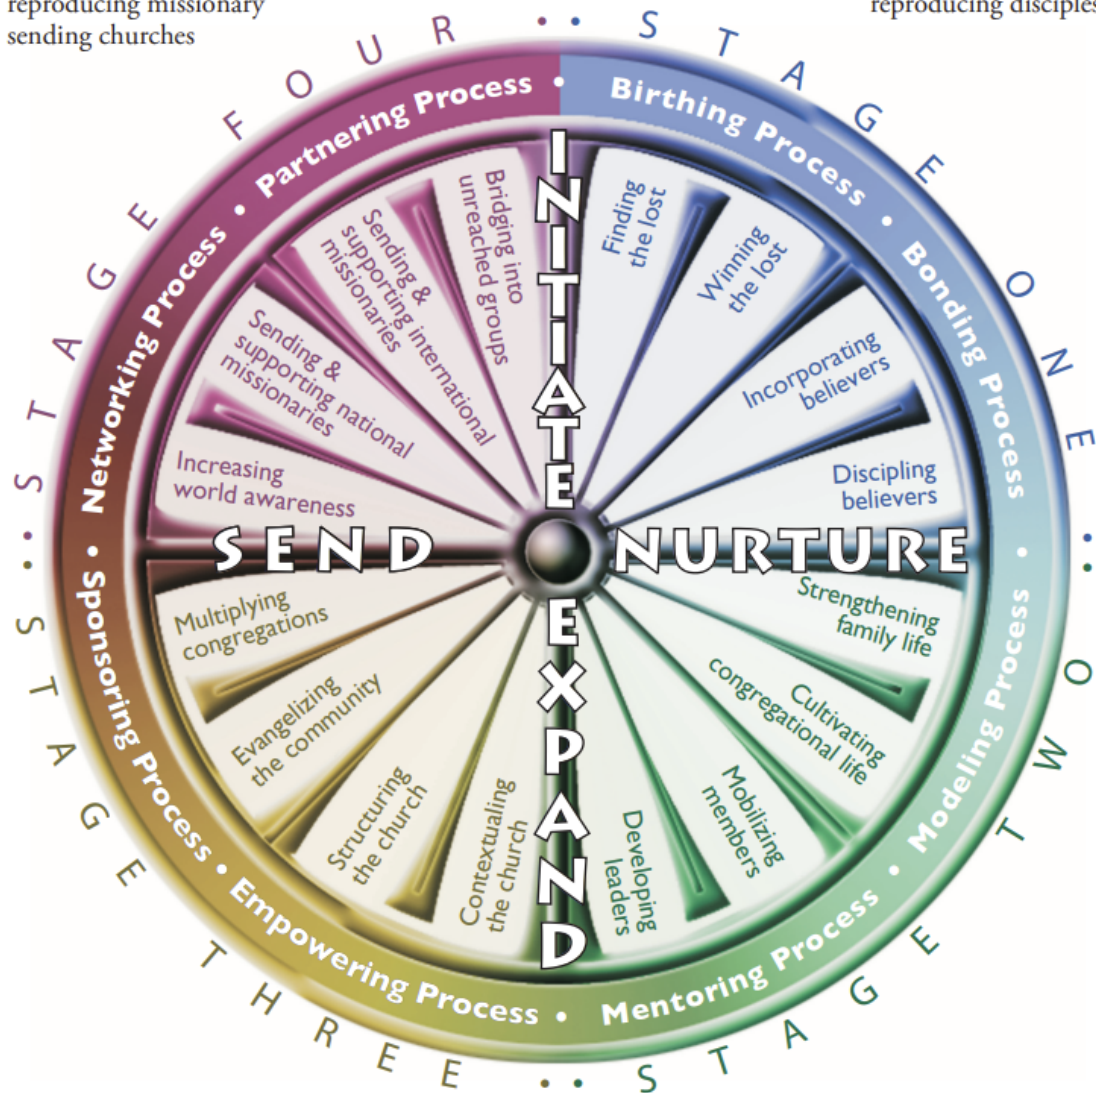 reproducing missionary
sending churches
reproducing disciples
STAGE ONE
Birthing Process • Bonding Process
Finding
the lost
Winning
the lost
Incorporating
believers
Discipling
believers
STAGE TWO
Modeling Process • Mentoring Process
Strengthening
family life
Cultivating
congregational life
Mobilizing
members
Developing
leaders
STAGE THREE
Empowering Process • Sponsoring Process
Contextualing
the church
Structuring
the church
Evangelizing
the community
Multiplying
congregations
STAGE FOUR
Networking Process • Partnering Process
Increasing
world awareness
Sending &
supporting national
missionaries
Sending &
supporting international
missionaries
Bridging into
unreached groups
INITIATE
NURTURE
EXPAND
SEND